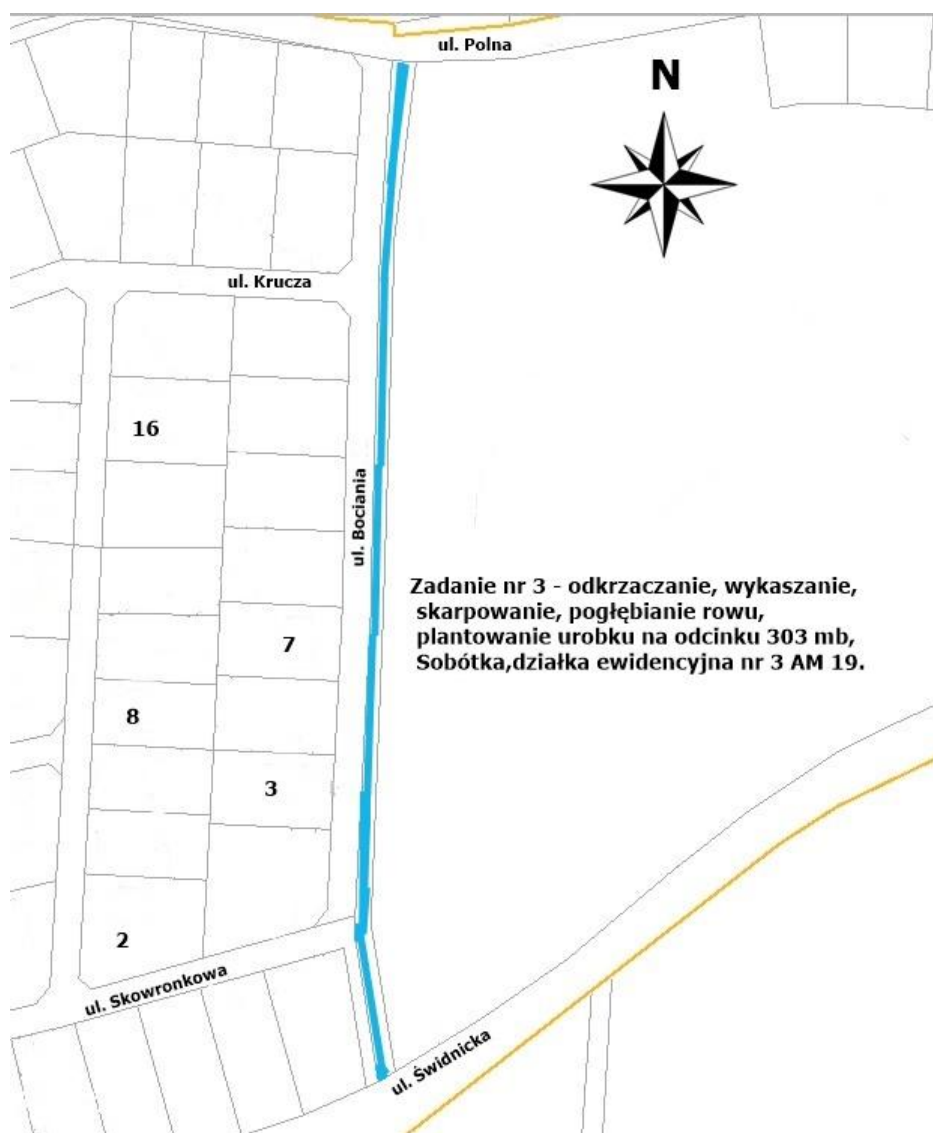 ul. Polna
N
ul. Krucza
16
ul. Bociania
Zadanie nr 3 - odkrzaczanie, wykaszanie,
skarpowanie, pogłębianie rowu,
plantowanie urobku na odcinku 303 mb,
Sobótka,działka ewidencyjna nr 3 AM 19.
7
8
3
2
ul. Skowronkowa
ul. Świdnicka